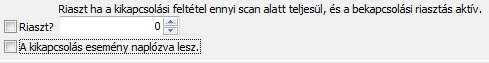 Riaszt ha a kikapcsolási feltétel ennyi scan alatt teljesül, és a bekapcsolási riasztás aktív.
Riaszt? 0
A kikapcsolás esemény naplózva lesz.